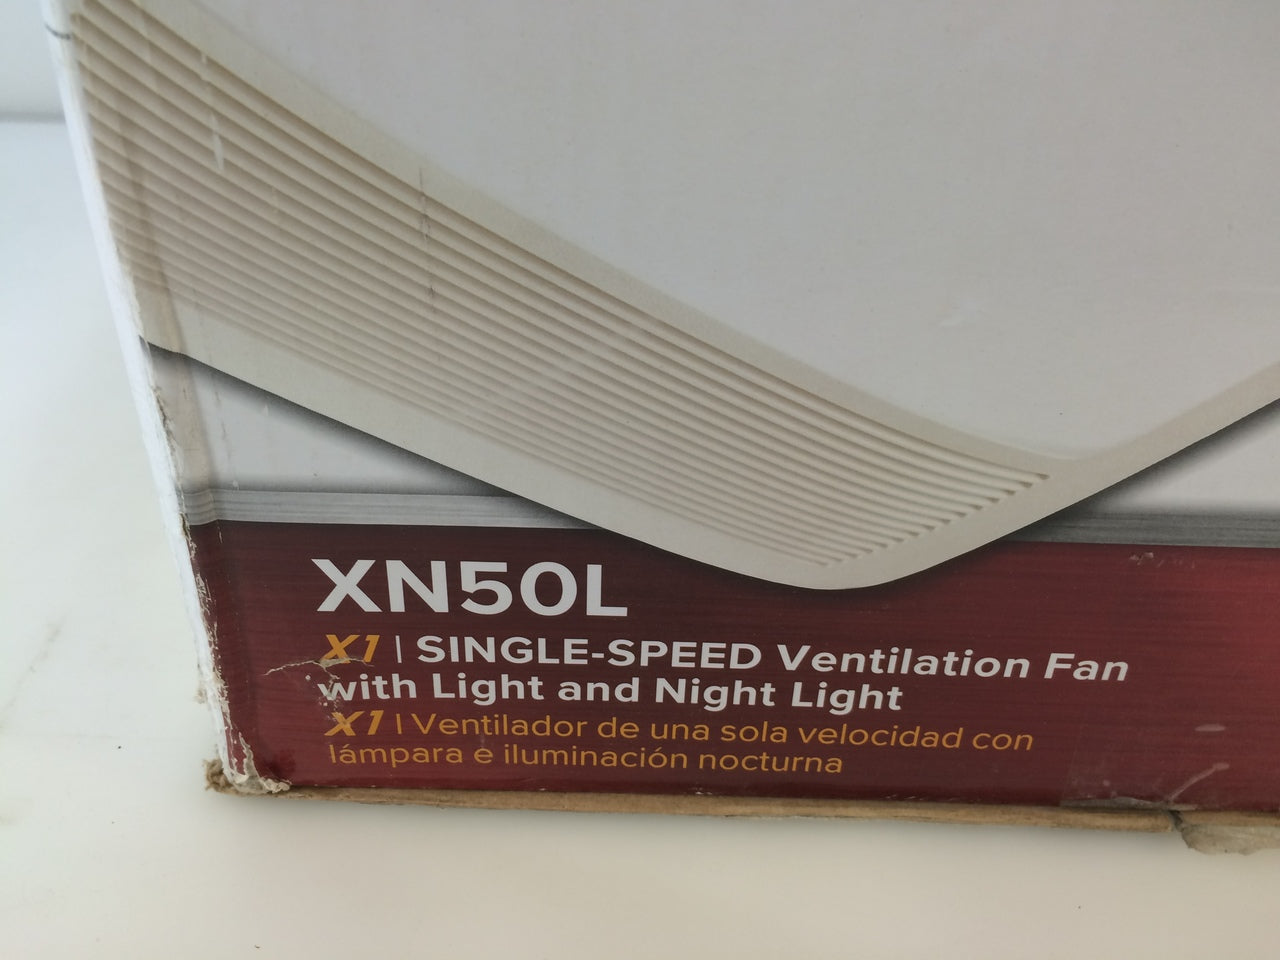 XN50L
X1 | SINGLE-SPEED Ventilation Fan
with Light and Night Light
X1 | Ventilador de una sola velocidad con
lámpara e iluminación nocturna